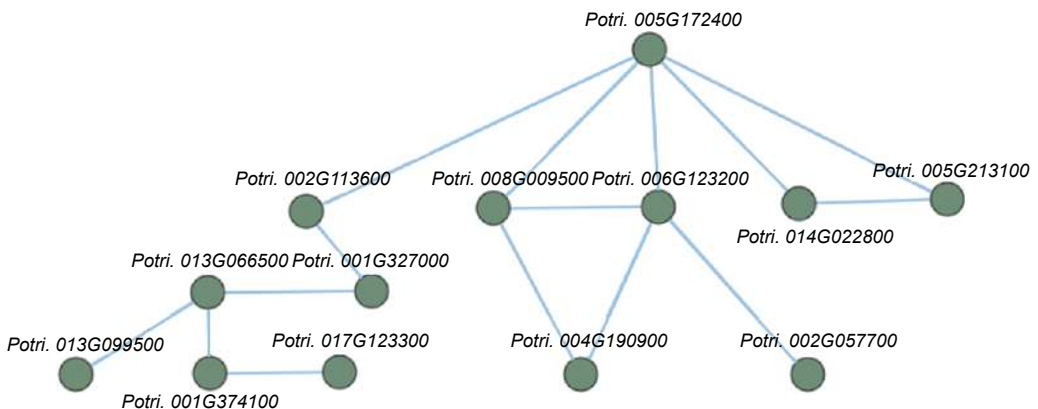 Potri. 005G172400
Potri. 005G213100
Potri. 002G113600
Potri. 008G009500
Potri. 006G123200
Potri. 014G022800
Potri. 013G066500
Potri. 001G327000
Potri. 013G099500
Potri. 017G123300
Potri. 004G190900
Potri. 002G057700
Potri. 001G374100